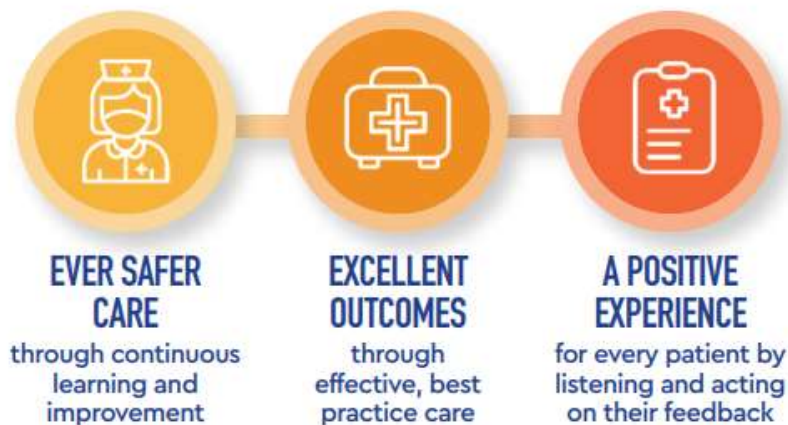 EVER SAFER
CARE
through continuous
learning and
improvement
EXCELLENT
OUTCOMES
through
effective, best
practice care
A POSITIVE
EXPERIENCE
for every patient by
listening and acting
on their feedback